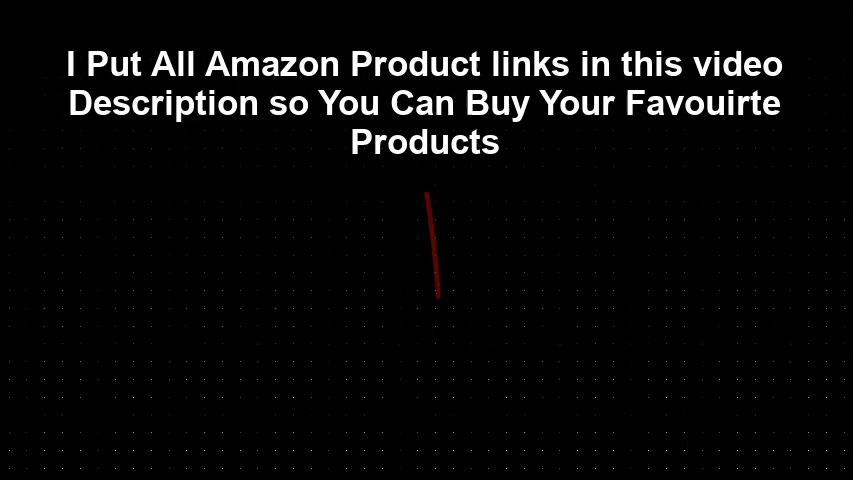 I Put All Amazon Product links in this video
Description so You Can Buy Your Favouirte
Products